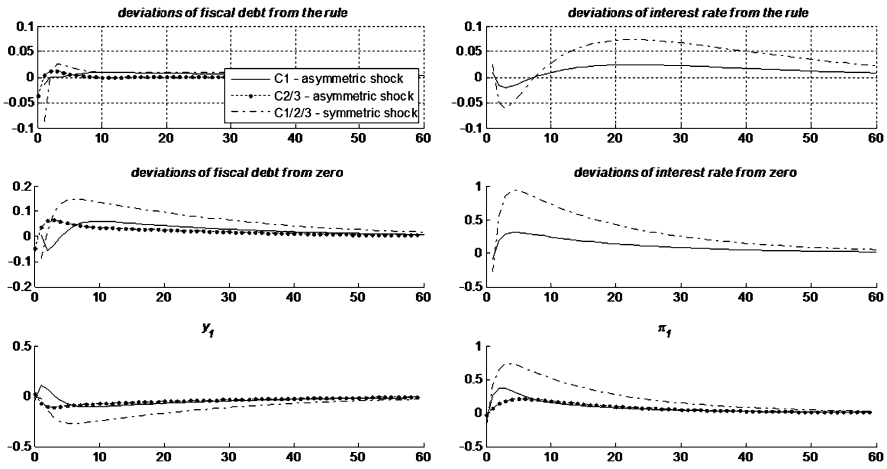 deviations of fiscal debt from the rule
0.1
0.05
0
-0.05
-0.1
0 10 20 30 40 50 60
C1 - asymmetric shock
C2/3 - asymmetric shock
C1/2/3 - symmetric shock
deviations of interest rate from the rule
0.1
0.05
0
-0.05
-0.1
0 10 20 30 40 50 60
deviations of fiscal debt from zero
0.2
0.1
0
-0.1
-0.2
0 10 20 30 40 50 60
deviations of interest rate from zero
1
0.5
0
-0.5
0 10 20 30 40 50 60
y1
0.5
0
-0.5
0 10 20 30 40 50 60
π1
1
0.5
0
-0.5
0 10 20 30 40 50 60